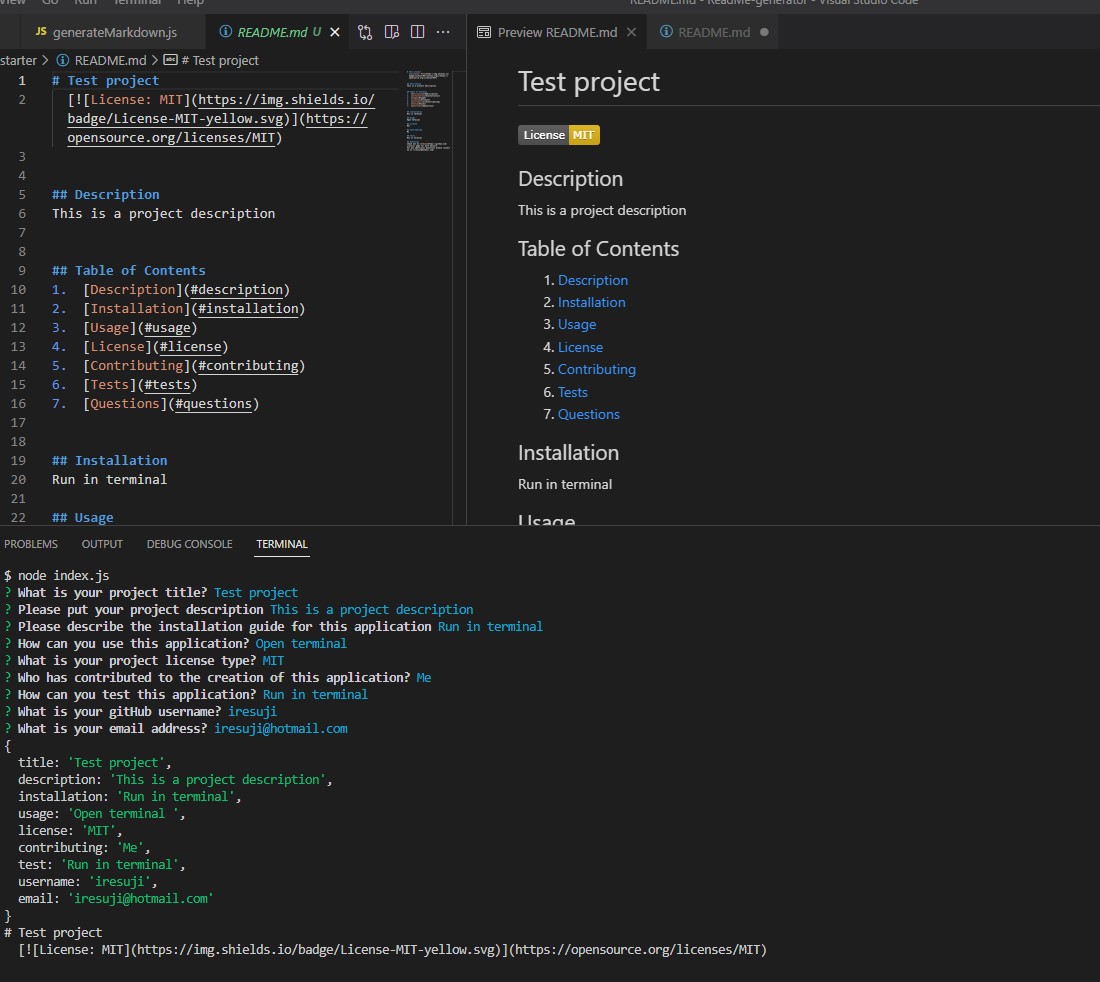 View Go Run Terminal Help README.md - ReadMe-generator - Visual Studio Code
JS generateMarkdown.js
README.md U
Preview README.md
README.md
starter > README.md > # Test project
1 # Test project
2 [![License: MIT](https://img.shields.io/
badge/License-MIT-yellow.svg)](https://
opensource.org/licenses/MIT)
3
4
5 ## Description
6 This is a project description
7
8
9 ## Table of Contents
10 1. [Description](#description)
11 2. [Installation](#installation)
12 3. [Usage](#usage)
13 4. [License](#license)
14 5. [Contributing](#contributing)
15 6. [Tests](#tests)
16 7. [Questions](#questions)
17
18
19 ## Installation
20 Run in terminal
21
22 ## Usage
Test project
License MIT
Description
This is a project description
Table of Contents
1. Description
2. Installation
3. Usage
4. License
5. Contributing
6. Tests
7. Questions
Installation
Run in terminal
Usage
PROBLEMS OUTPUT DEBUG CONSOLE TERMINAL
$ node index.js
? What is your project title? Test project
? Please put your project description This is a project description
? Please describe the installation guide for this application Run in terminal
? How can you use this application? Open terminal
? What is your project license type? MIT
? Who has contributed to the creation of this application? Me
? How can you test this application? Run in terminal
? What is your gitHub username? iresuji
? What is your email address? iresuji@hotmail.com
{
title: 'Test project',
description: 'This is a project description',
installation: 'Run in terminal',
usage: 'Open terminal ',
license: 'MIT',
contributing: 'Me',
test: 'Run in terminal',
username: 'iresuji',
email: 'iresuji@hotmail.com'
}
# Test project
[![License: MIT](https://img.shields.io/badge/License-MIT-yellow.svg)](https://opensource.org/licenses/MIT)